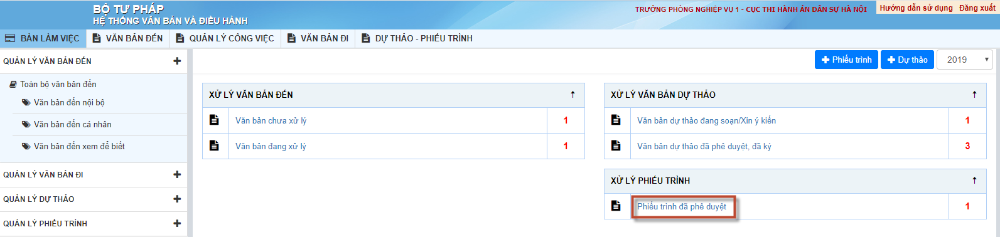 BỘ TƯ PHÁP
HỆ THỐNG VĂN BẢN VÀ ĐIỀU HÀNH
TRƯỞNG PHÒNG NGHIỆP VỤ 1 - CỤC THI HÀNH ÁN DÂN SỰ HÀ NỘI
Hướng dẫn sử dụng Đăng xuất
BÀN LÀM VIỆC VĂN BẢN ĐẾN QUẢN LÝ CÔNG VIỆC VĂN BẢN ĐI DỰ THẢO - PHIẾU TRÌNH
QUẢN LÝ VĂN BẢN ĐẾN
Toàn bộ văn bản đến
Văn bản đến nội bộ
Văn bản đến cá nhân
Văn bản đến xem để biết
QUẢN LÝ VĂN BẢN ĐI
QUẢN LÝ DỰ THẢO
QUẢN LÝ PHIẾU TRÌNH
Phiếu trình Dự thảo 2019
XỬ LÝ VĂN BẢN ĐẾN
Văn bản chưa xử lý 1
Văn bản đang xử lý 1
XỬ LÝ VĂN BẢN DỰ THẢO
Văn bản dự thảo đang soạn/Xin ý kiến 1
Văn bản dự thảo đã phê duyệt, đã ký 3
XỬ LÝ PHIẾU TRÌNH
Phiếu trình đã phê duyệt 1